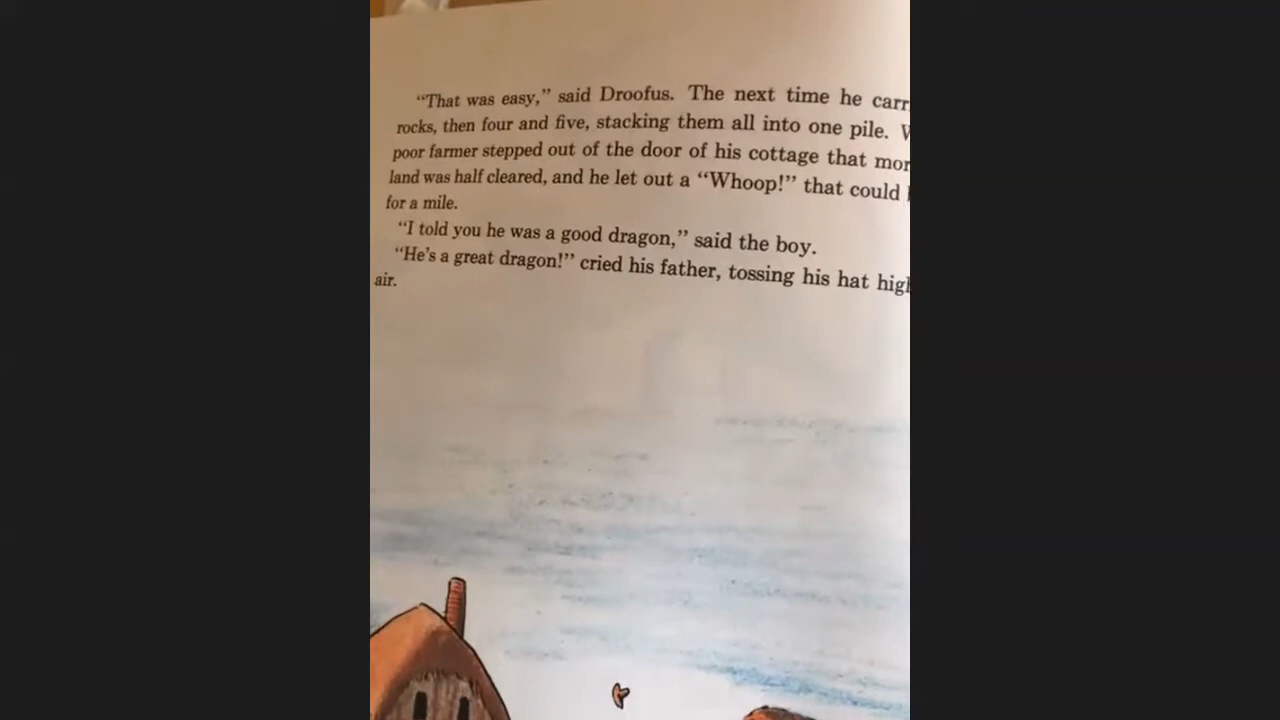 “That was easy,” said Droofus. The next time he
rocks, then four and five, stacking them all into one pile.
poor farmer stepped out of the door of his cottage that
land was half cleared, and he let out a “Whoop!” that could
for a mile.
“I told you he was a good dragon,” said the boy.
“He’s a great dragon!” cried his father, tossing his hat
air.